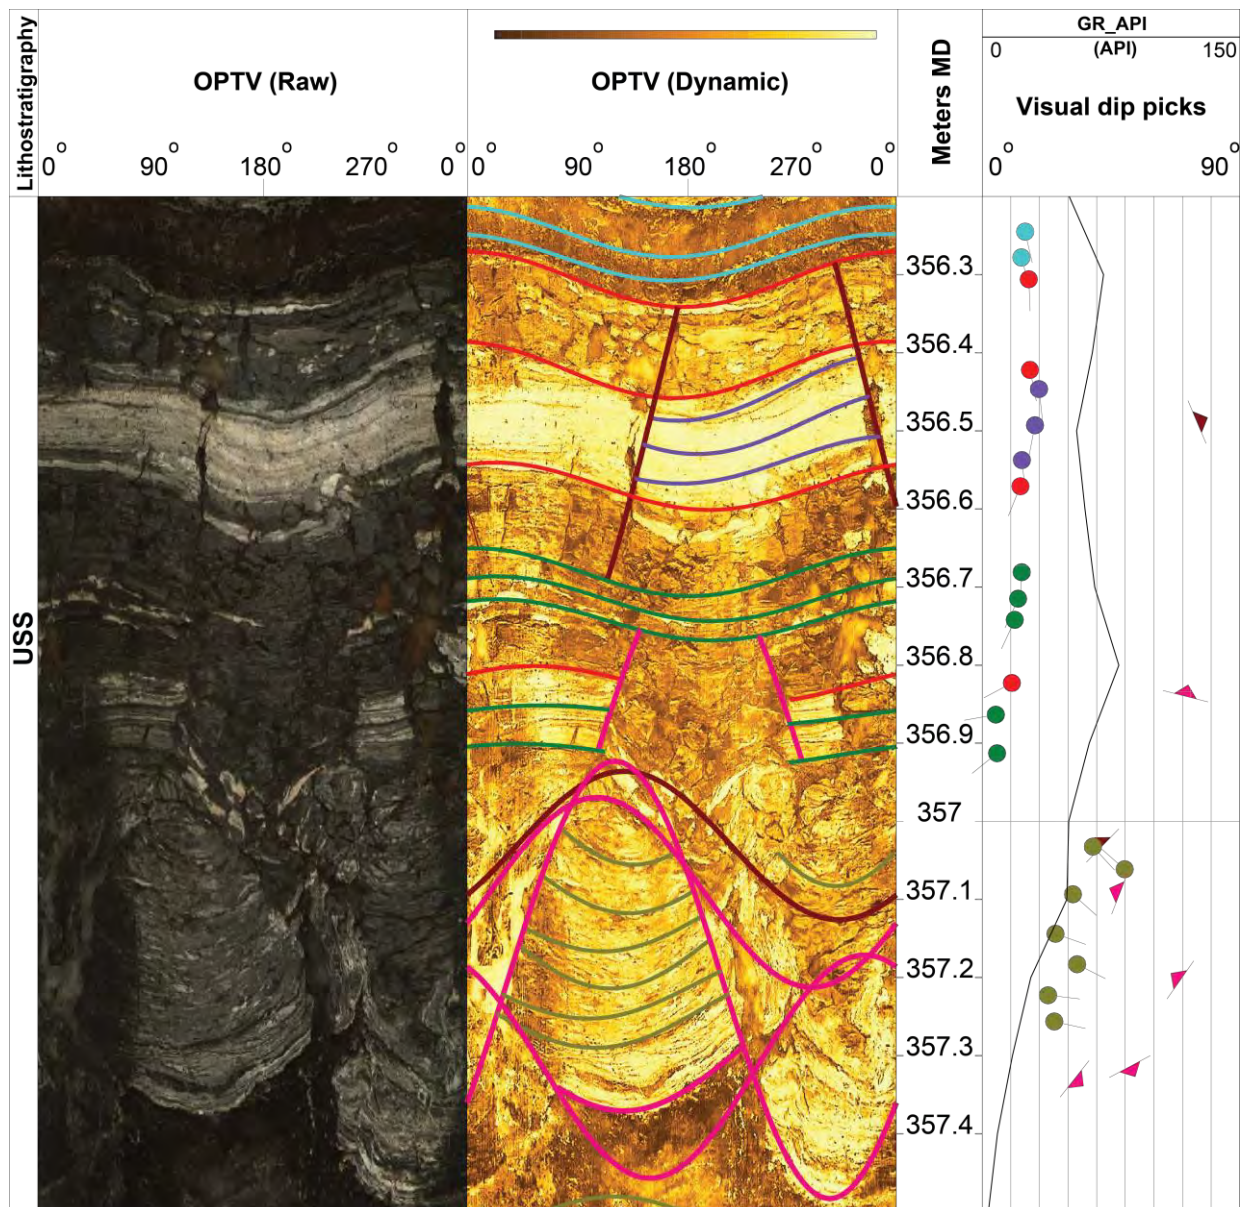 Lithostratigraphy
OPTV (Raw)
0° 90° 180° 270° 0°
OPTV (Dynamic)
0° 90° 180° 270° 0°
Meters MD
GR_API
0 (API) 150
Visual dip picks
0° 90°
USS
356.3
356.4
356.5
356.6
356.7
356.8
356.9
357
357.1
357.2
357.3
357.4